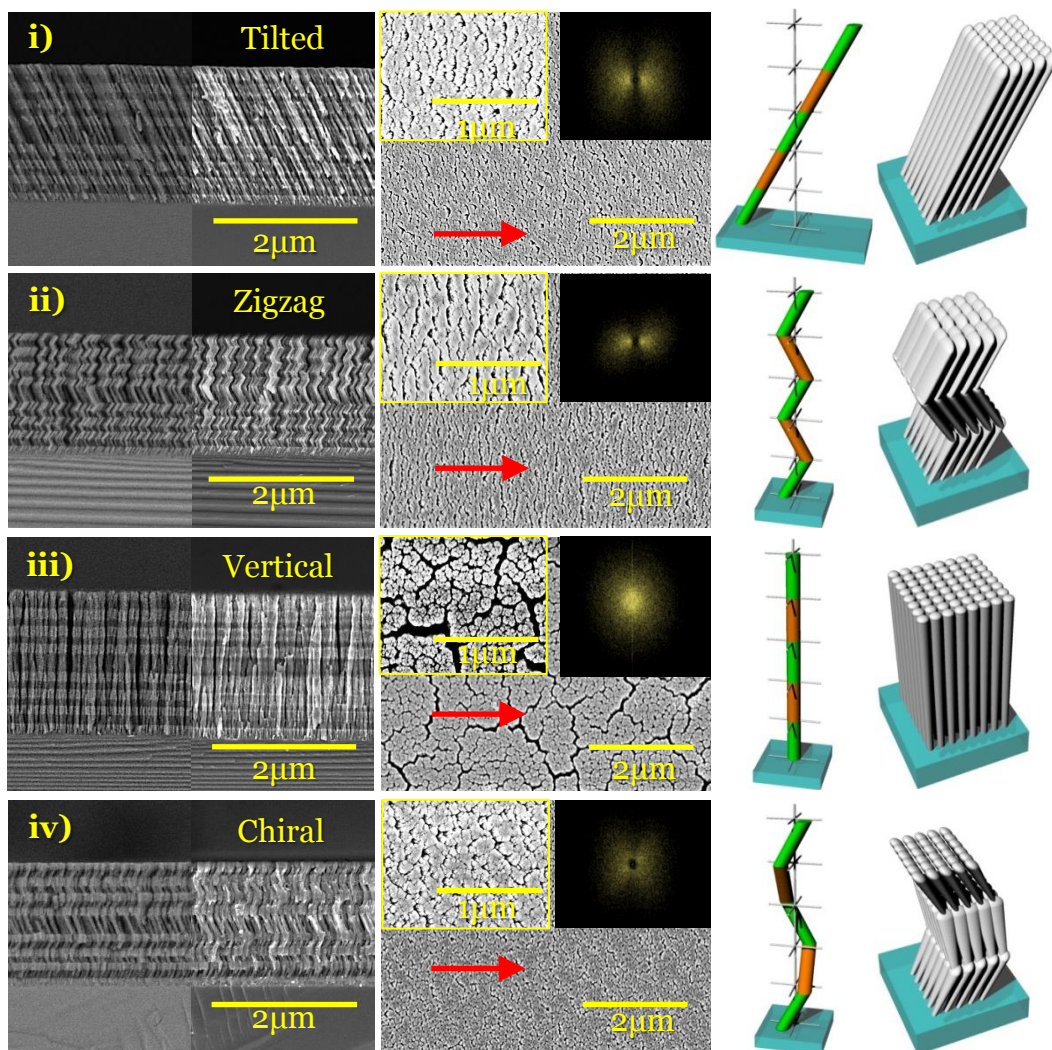 i)
Tilted
2µm
1µm
2µm
ii)
Zigzag
2µm
1µm
2µm
iii)
Vertical
2µm
1µm
2µm
iv)
Chiral
2µm
1µm
2µm